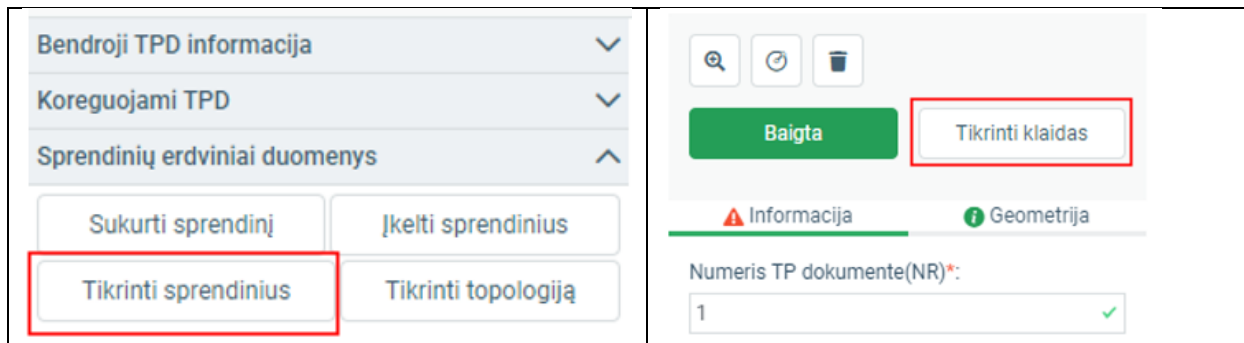 Bendroji TPD informacija
Koreguojami TPD
Sprendinių erdviniai duomenys
Sukurti sprendinį
Įkelti sprendinius
Tikrinti sprendinius
Tikrinti topologiją
Baigta
Tikrinti klaidas
Informacija
Geometrija
Numeris TP dokumente(NR)*:
1